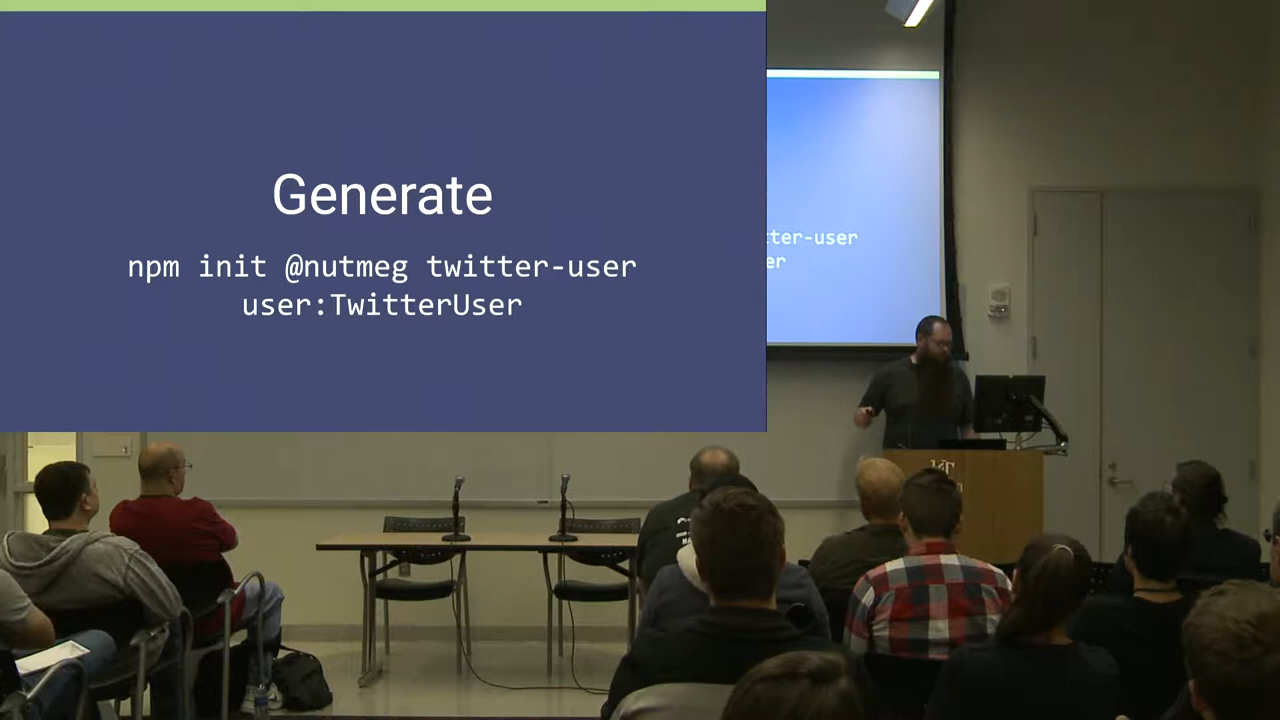 Generate
npm init @nutmeg twitter-user
user:TwitterUser
tter-user
er